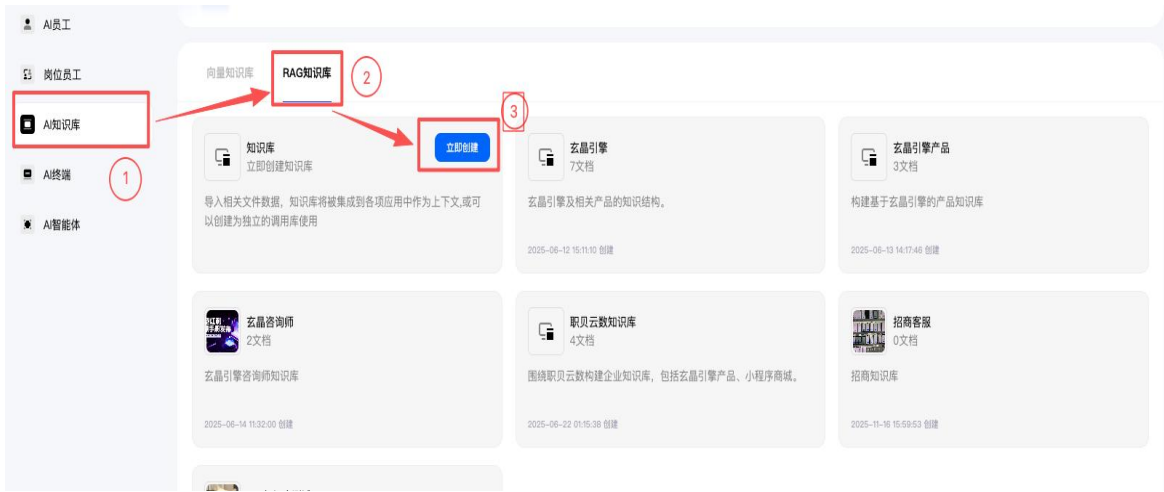 AI员工
岗位员工
AI知识库
AI终端
AI智能体
1
向量知识库
RAG知识库
2
3
知识库
立即创建知识库
立即创建
导入相关文件数据，知识库将被集成到各项应用中作为上下文,或可
以创建为独立的调用库使用
玄晶引擎
7文档
玄晶引擎及相关产品的知识结构。
2025-06-12 15:11:10 创建
玄晶引擎产品
3文档
构建基于玄晶引擎的产品知识库
2025-06-13 14:17:46 创建
玄晶咨询师
2文档
玄晶引擎咨询师知识库
2025-06-14 11:32:00 创建
职贝云数知识库
4文档
围绕职贝云数构建企业知识库，包括玄晶引擎产品、小程序商城。
2025-06-22 01:15:38 创建
招商客服
0文档
招商知识库
2025-11-16 15:59:53 创建